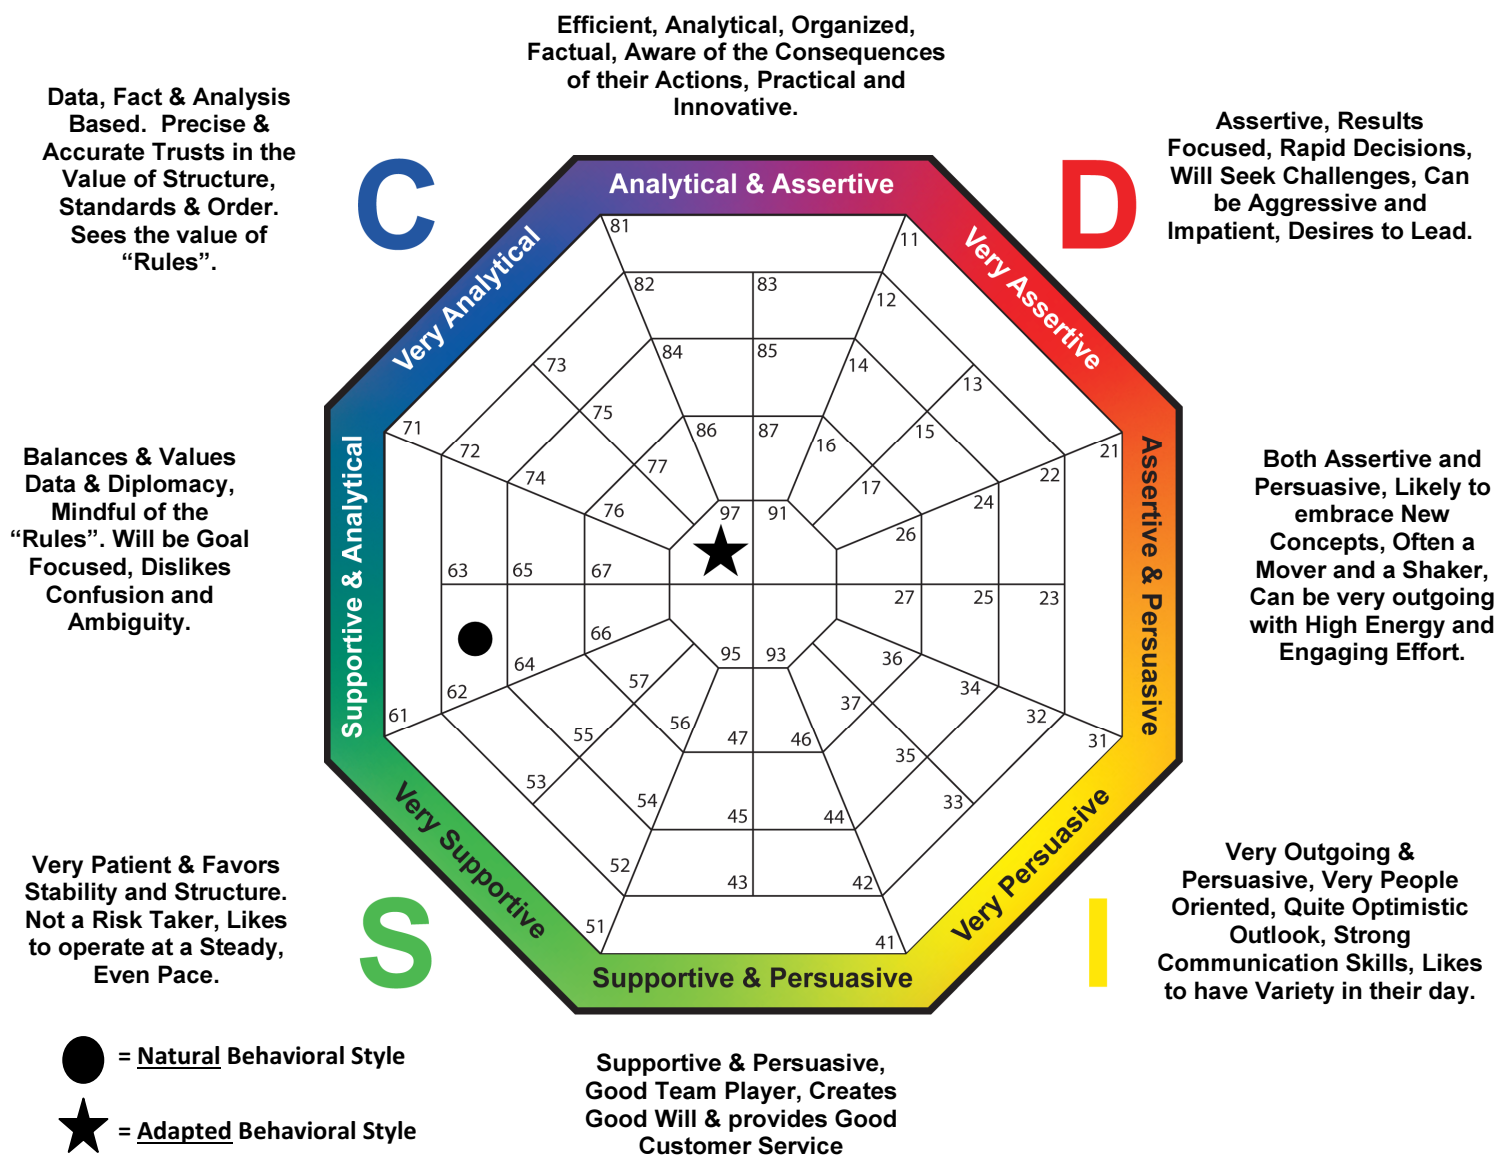 Efficient, Analytical, Organized,
Factual, Aware of the Consequences
of their Actions, Practical and
Innovative.
Data, Fact & Analysis
Based.  Precise &
Accurate Trusts in the
Value of Structure,
Standards & Order.
Sees the value of
“Rules”.
C
D
Assertive, Results
Focused, Rapid Decisions,
Will Seek Challenges, Can
be Aggressive and
Impatient, Desires to Lead.
Analytical & Assertive
Very Analytical
Very Assertive
81
11
82
83
12
84
85
14
73
13
75
15
71
72
86
87
16
21
77
22
74
17
24
76
97
91
26
63
65
67
27
25
23
66
95
93
36
64
57
34
62
37
61
56
47
46
32
31
55
35
53
33
54
45
44
52
43
42
51
41
Supportive & Analytical
Assertive & Persuasive
Balances & Values
Data & Diplomacy,
Mindful of the
“Rules”. Will be Goal
Focused, Dislikes
Confusion and
Ambiguity.
Both Assertive and
Persuasive, Likely to
embrace New
Concepts, Often a
Mover and a Shaker,
Can be very outgoing
with High Energy and
Engaging Effort.
Very Supportive
Very Persuasive
Supportive & Persuasive
Very Patient & Favors
Stability and Structure.
Not a Risk Taker, Likes
to operate at a Steady,
Even Pace.
S
I
Very Outgoing &
Persuasive, Very People
Oriented, Quite Optimistic
Outlook, Strong
Communication Skills, Likes
to have Variety in their day.
= Natural Behavioral Style
= Adapted Behavioral Style
Supportive & Persuasive,
Good Team Player, Creates
Good Will & provides Good
Customer Service